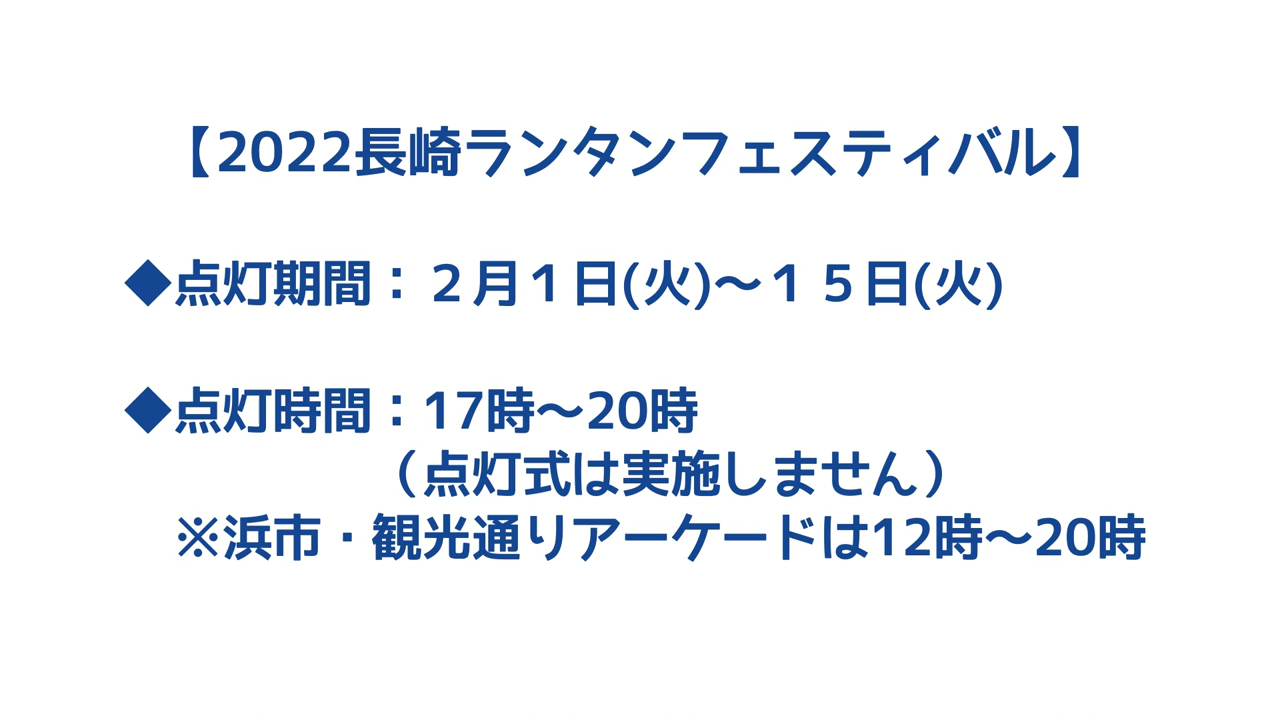 【2022長崎ランタンフェスティバル】
◆点灯期間：２月１日(火)～１５日(火)
◆点灯時間：17時～20時
（点灯式は実施しません）
※浜市・観光通りアーケードは12時～20時